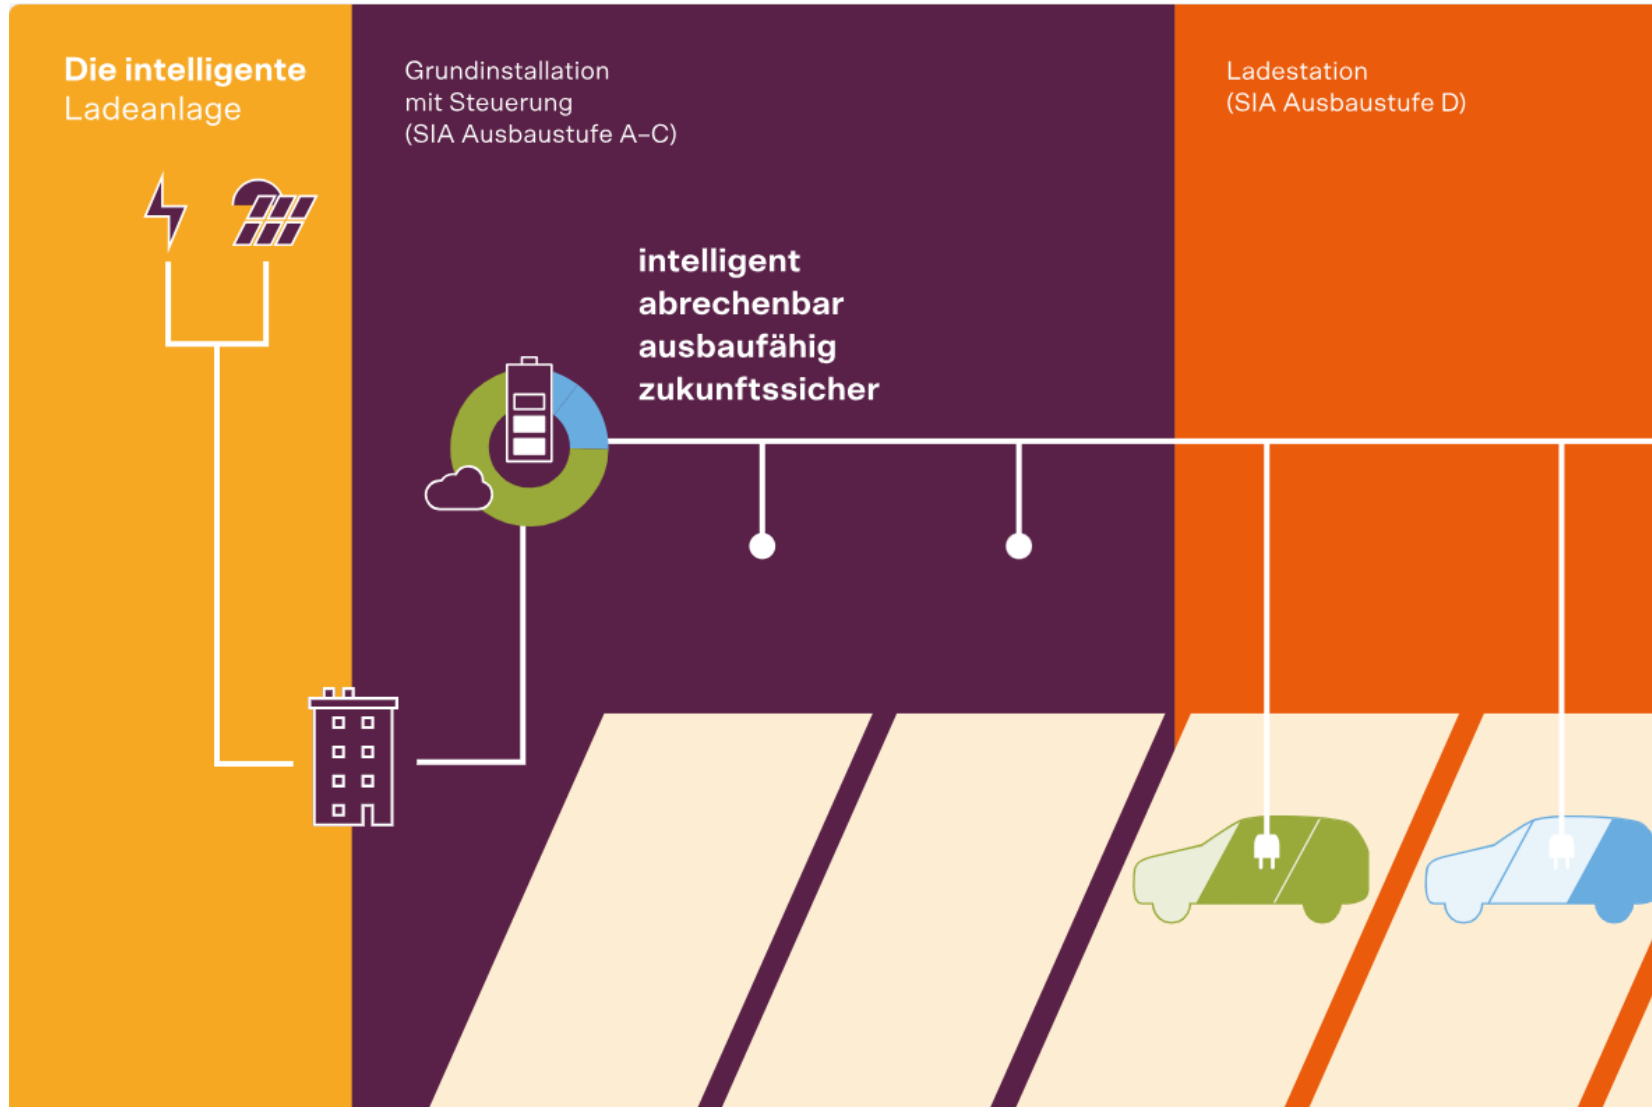 Die intelligente
Ladeanlage
Grundinstallation
mit Steuerung
(SIA Ausbaustufe A–C)
Ladestation
(SIA Ausbaustufe D)
intelligent
abrechenbar
ausbaufähig
zukunftssicher